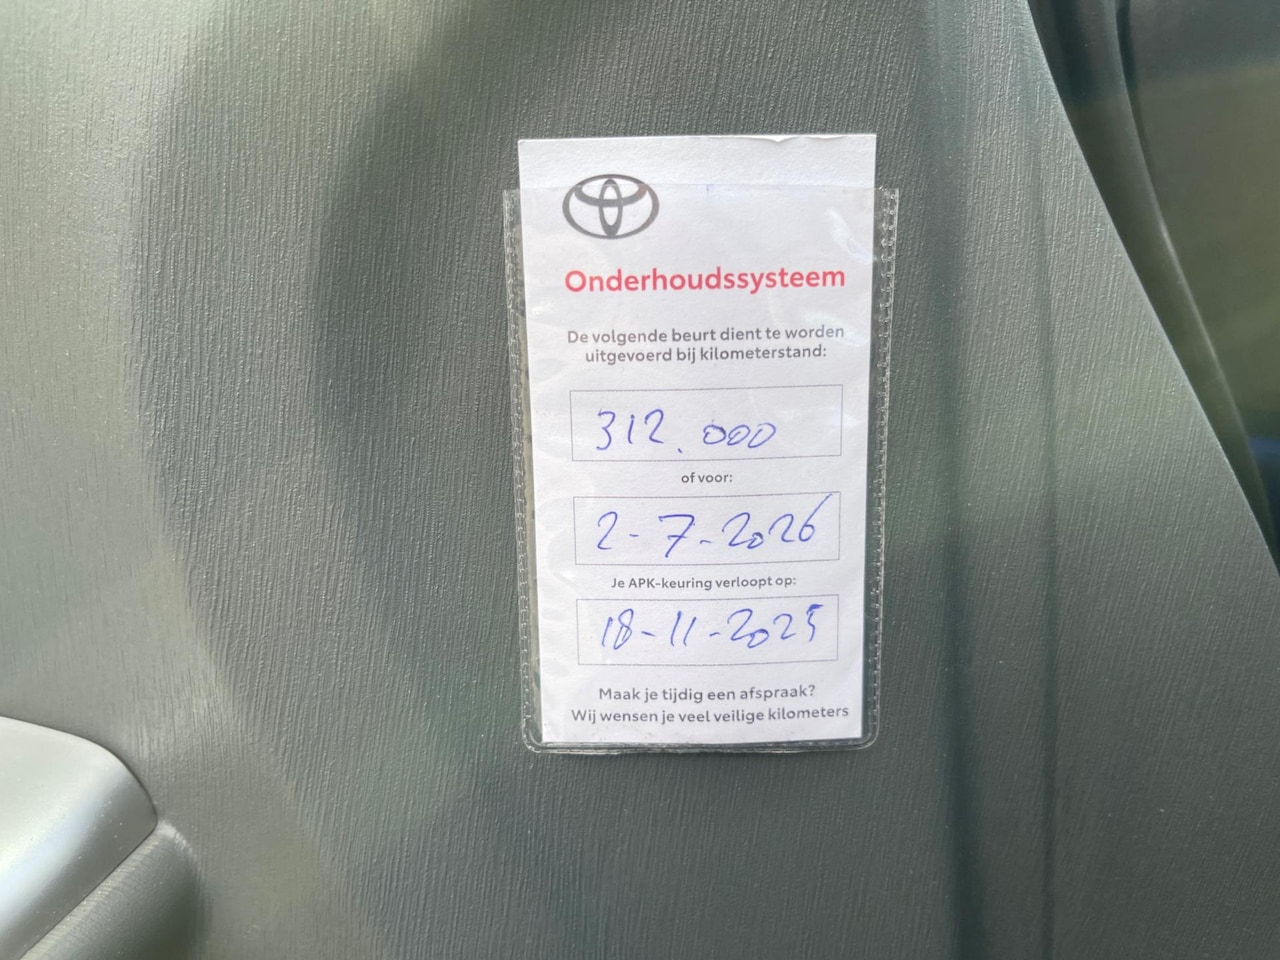 Onderhoudssysteem
De volgende beurt dient te worden
uitgevoerd bij kilometerstand:
312.000
of voor:
2-7-2026
Je APK-keuring verloopt op:
18-11-2025
Maak je tijdig een afspraak?
Wij wensen je veel veilige kilometers